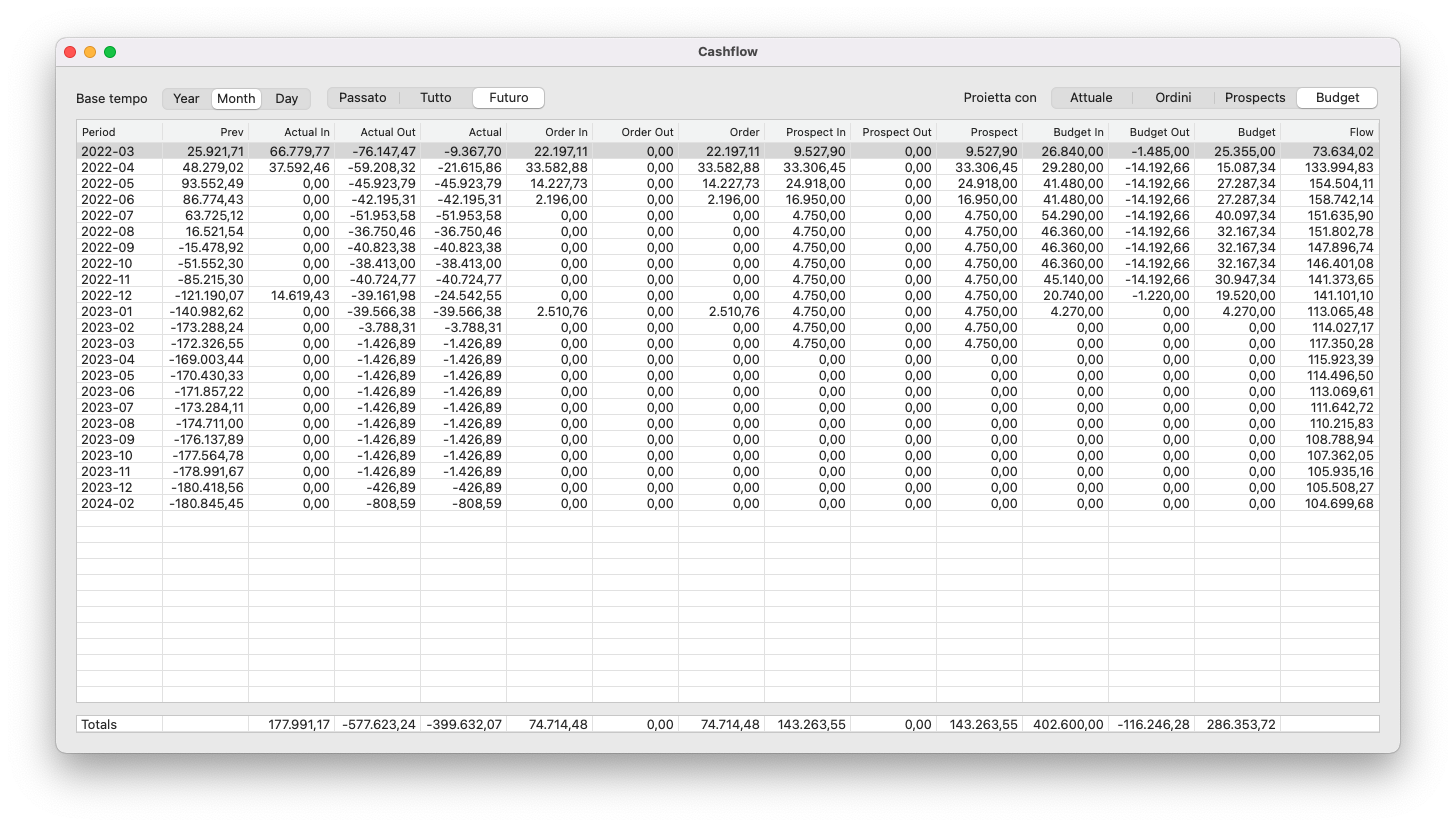 Cashflow
Base tempo Year Month Day Passato Tutto Futuro Proietta con Attuale Ordini Prospects Budget
Period Prev Actual In Actual Out Actual Order In Order Out Order Prospect In Prospect Out Prospect Budget In Budget Out Budget Flow
2022-03 25.921,71 66.779,77 -76.147,47 -9.367,70 22.197,11 0,00 22.197,11 9.527,90 0,00 9.527,90 26.840,00 -1.485,00 25.355,00 73.634,02
2022-04 48.279,02 37.592,46 -59.208,32 -21.615,86 33.582,88 0,00 33.582,88 33.306,45 0,00 33.306,45 29.280,00 -14.192,66 15.087,34 133.994,83
2022-05 93.552,49 0,00 -45.923,79 -45.923,79 14.227,73 0,00 14.227,73 24.918,00 0,00 24.918,00 41.480,00 -14.192,66 27.287,34 154.504,11
2022-06 86.774,43 0,00 -42.195,31 -42.195,31 2.196,00 0,00 2.196,00 16.950,00 0,00 16.950,00 41.480,00 -14.192,66 27.287,34 158.742,14
2022-07 63.725,12 0,00 -51.953,58 -51.953,58 0,00 0,00 0,00 4.750,00 0,00 4.750,00 54.290,00 -14.192,66 40.097,34 151.635,90
2022-08 16.521,54 0,00 -36.750,46 -36.750,46 0,00 0,00 0,00 4.750,00 0,00 4.750,00 46.360,00 -14.192,66 32.167,34 151.802,78
2022-09 -15.478,92 0,00 -40.823,38 -40.823,38 0,00 0,00 0,00 4.750,00 0,00 4.750,00 46.360,00 -14.192,66 32.167,34 147.896,74
2022-10 -51.552,30 0,00 -38.413,00 -38.413,00 0,00 0,00 0,00 4.750,00 0,00 4.750,00 46.360,00 -14.192,66 32.167,34 146.401,08
2022-11 -85.215,30 0,00 -40.724,77 -40.724,77 0,00 0,00 0,00 4.750,00 0,00 4.750,00 45.140,00 -14.192,66 30.947,34 141.373,65
2022-12 -121.190,07 14.619,43 -39.161,98 -24.542,55 0,00 0,00 0,00 4.750,00 0,00 4.750,00 20.740,00 -1.220,00 19.520,00 141.101,10
2023-01 -140.982,62 0,00 -39.566,38 -39.566,38 2.510,76 0,00 2.510,76 4.750,00 0,00 4.750,00 4.270,00 0,00 4.270,00 113.065,48
2023-02 -173.288,24 0,00 -3.788,31 -3.788,31 0,00 0,00 0,00 4.750,00 0,00 4.750,00 0,00 0,00 0,00 114.027,17
2023-03 -172.326,55 0,00 -1.426,89 -1.426,89 0,00 0,00 0,00 4.750,00 0,00 4.750,00 0,00 0,00 0,00 117.350,28
2023-04 -169.003,44 0,00 -1.426,89 -1.426,89 0,00 0,00 0,00 0,00 0,00 0,00 0,00 0,00 0,00 115.923,39
2023-05 -170.430,33 0,00 -1.426,89 -1.426,89 0,00 0,00 0,00 0,00 0,00 0,00 0,00 0,00 0,00 114.496,50
2023-06 -171.857,22 0,00 -1.426,89 -1.426,89 0,00 0,00 0,00 0,00 0,00 0,00 0,00 0,00 0,00 113.069,61
2023-07 -173.284,11 0,00 -1.426,89 -1.426,89 0,00 0,00 0,00 0,00 0,00 0,00 0,00 0,00 0,00 111.642,72
2023-08 -174.711,00 0,00 -1.426,89 -1.426,89 0,00 0,00 0,00 0,00 0,00 0,00 0,00 0,00 0,00 110.215,83
2023-09 -176.137,89 0,00 -1.426,89 -1.426,89 0,00 0,00 0,00 0,00 0,00 0,00 0,00 0,00 0,00 108.788,94
2023-10 -177.564,78 0,00 -1.426,89 -1.426,89 0,00 0,00 0,00 0,00 0,00 0,00 0,00 0,00 0,00 107.362,05
2023-11 -178.991,67 0,00 -1.426,89 -1.426,89 0,00 0,00 0,00 0,00 0,00 0,00 0,00 0,00 0,00 105.935,16
2023-12 -180.418,56 0,00 -426,89 -426,89 0,00 0,00 0,00 0,00 0,00 0,00 0,00 0,00 0,00 105.508,27
2024-02 -180.845,45 0,00 -808,59 -808,59 0,00 0,00 0,00 0,00 0,00 0,00 0,00 0,00 0,00 104.699,68
Totals 177.991,17 -577.623,24 -399.632,07 74.714,48 0,00 74.714,48 143.263,55 0,00 143.263,55 402.600,00 -116.246,28 286.353,72